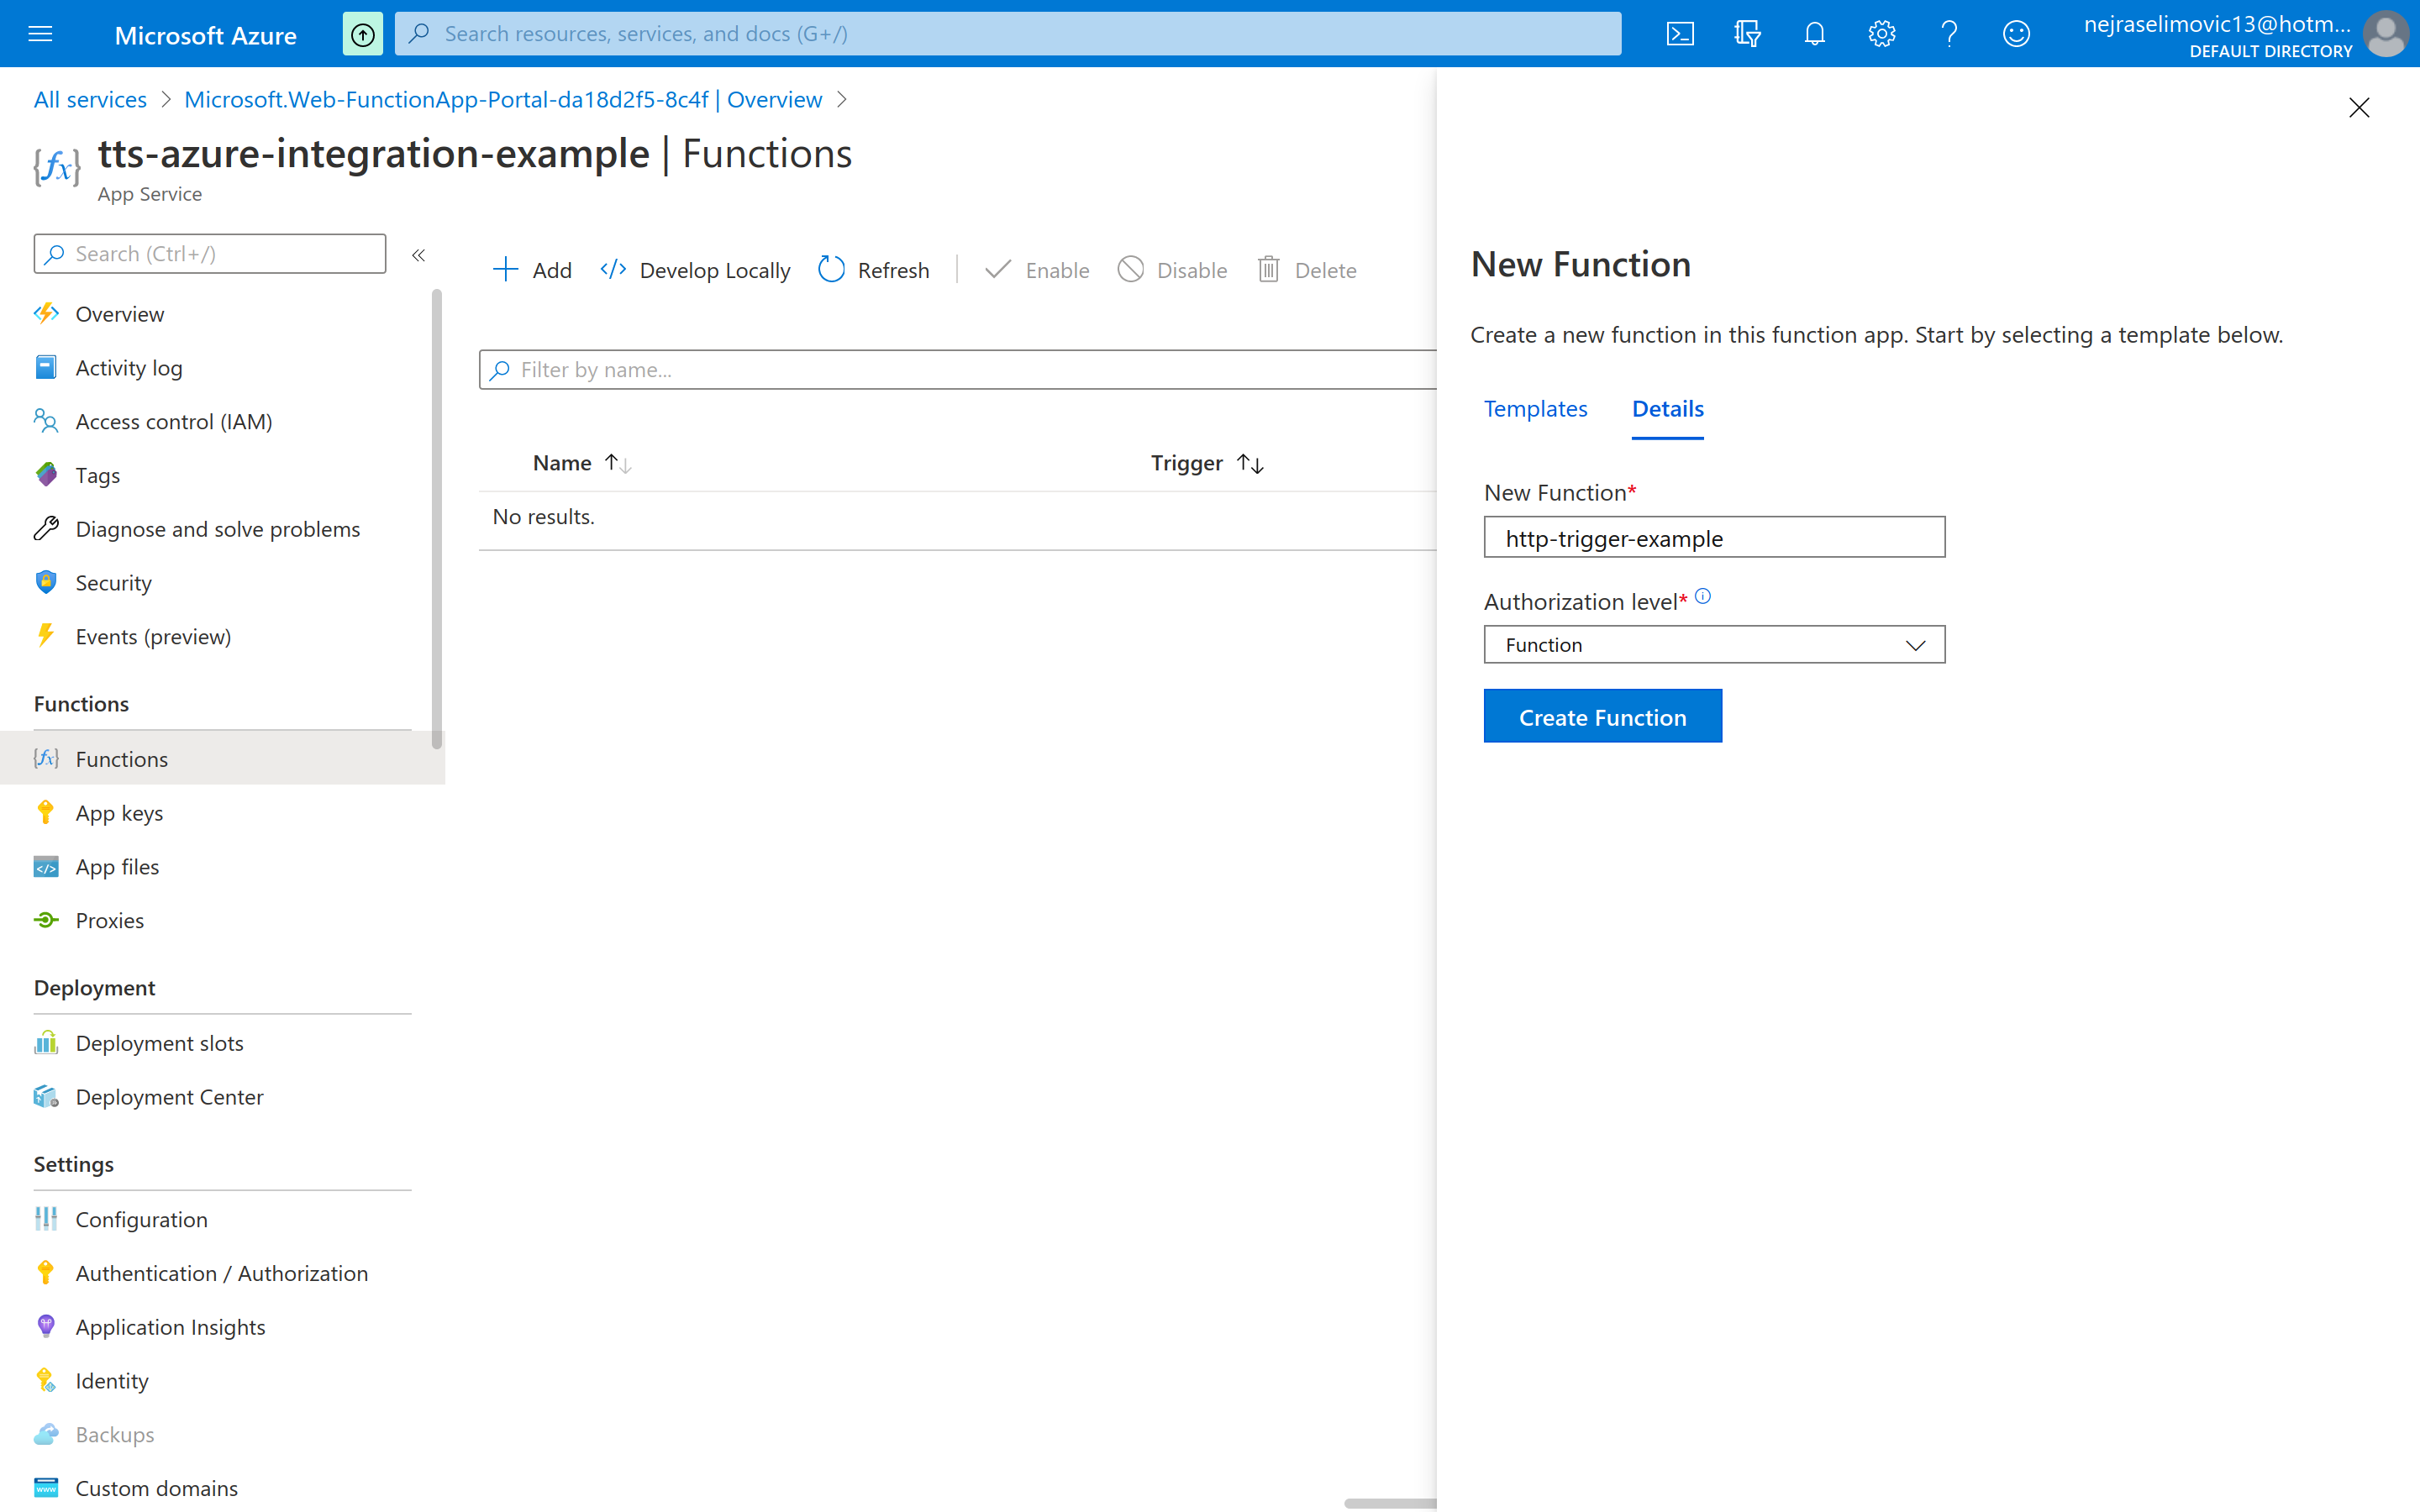 Microsoft Azure
Search resources, services, and docs (G+/)
nejraselimovic13@hotm...
DEFAULT DIRECTORY
All services > Microsoft.Web-FunctionApp-Portal-da18d2f5-8c4f | Overview >
tts-azure-integration-example | Functions
App Service
Search (Ctrl+/)
Overview
Activity log
Access control (IAM)
Tags
Diagnose and solve problems
Security
Events (preview)
Functions
Functions
App keys
App files
Proxies
Deployment
Deployment slots
Deployment Center
Settings
Configuration
Authentication / Authorization
Application Insights
Identity
Backups
Custom domains
Add Develop Locally Refresh Enable Disable Delete
Filter by name...
Name Trigger
No results.
New Function
Create a new function in this function app. Start by selecting a template below.
Templates Details
New Function*
http-trigger-example
Authorization level*
Function
Create Function